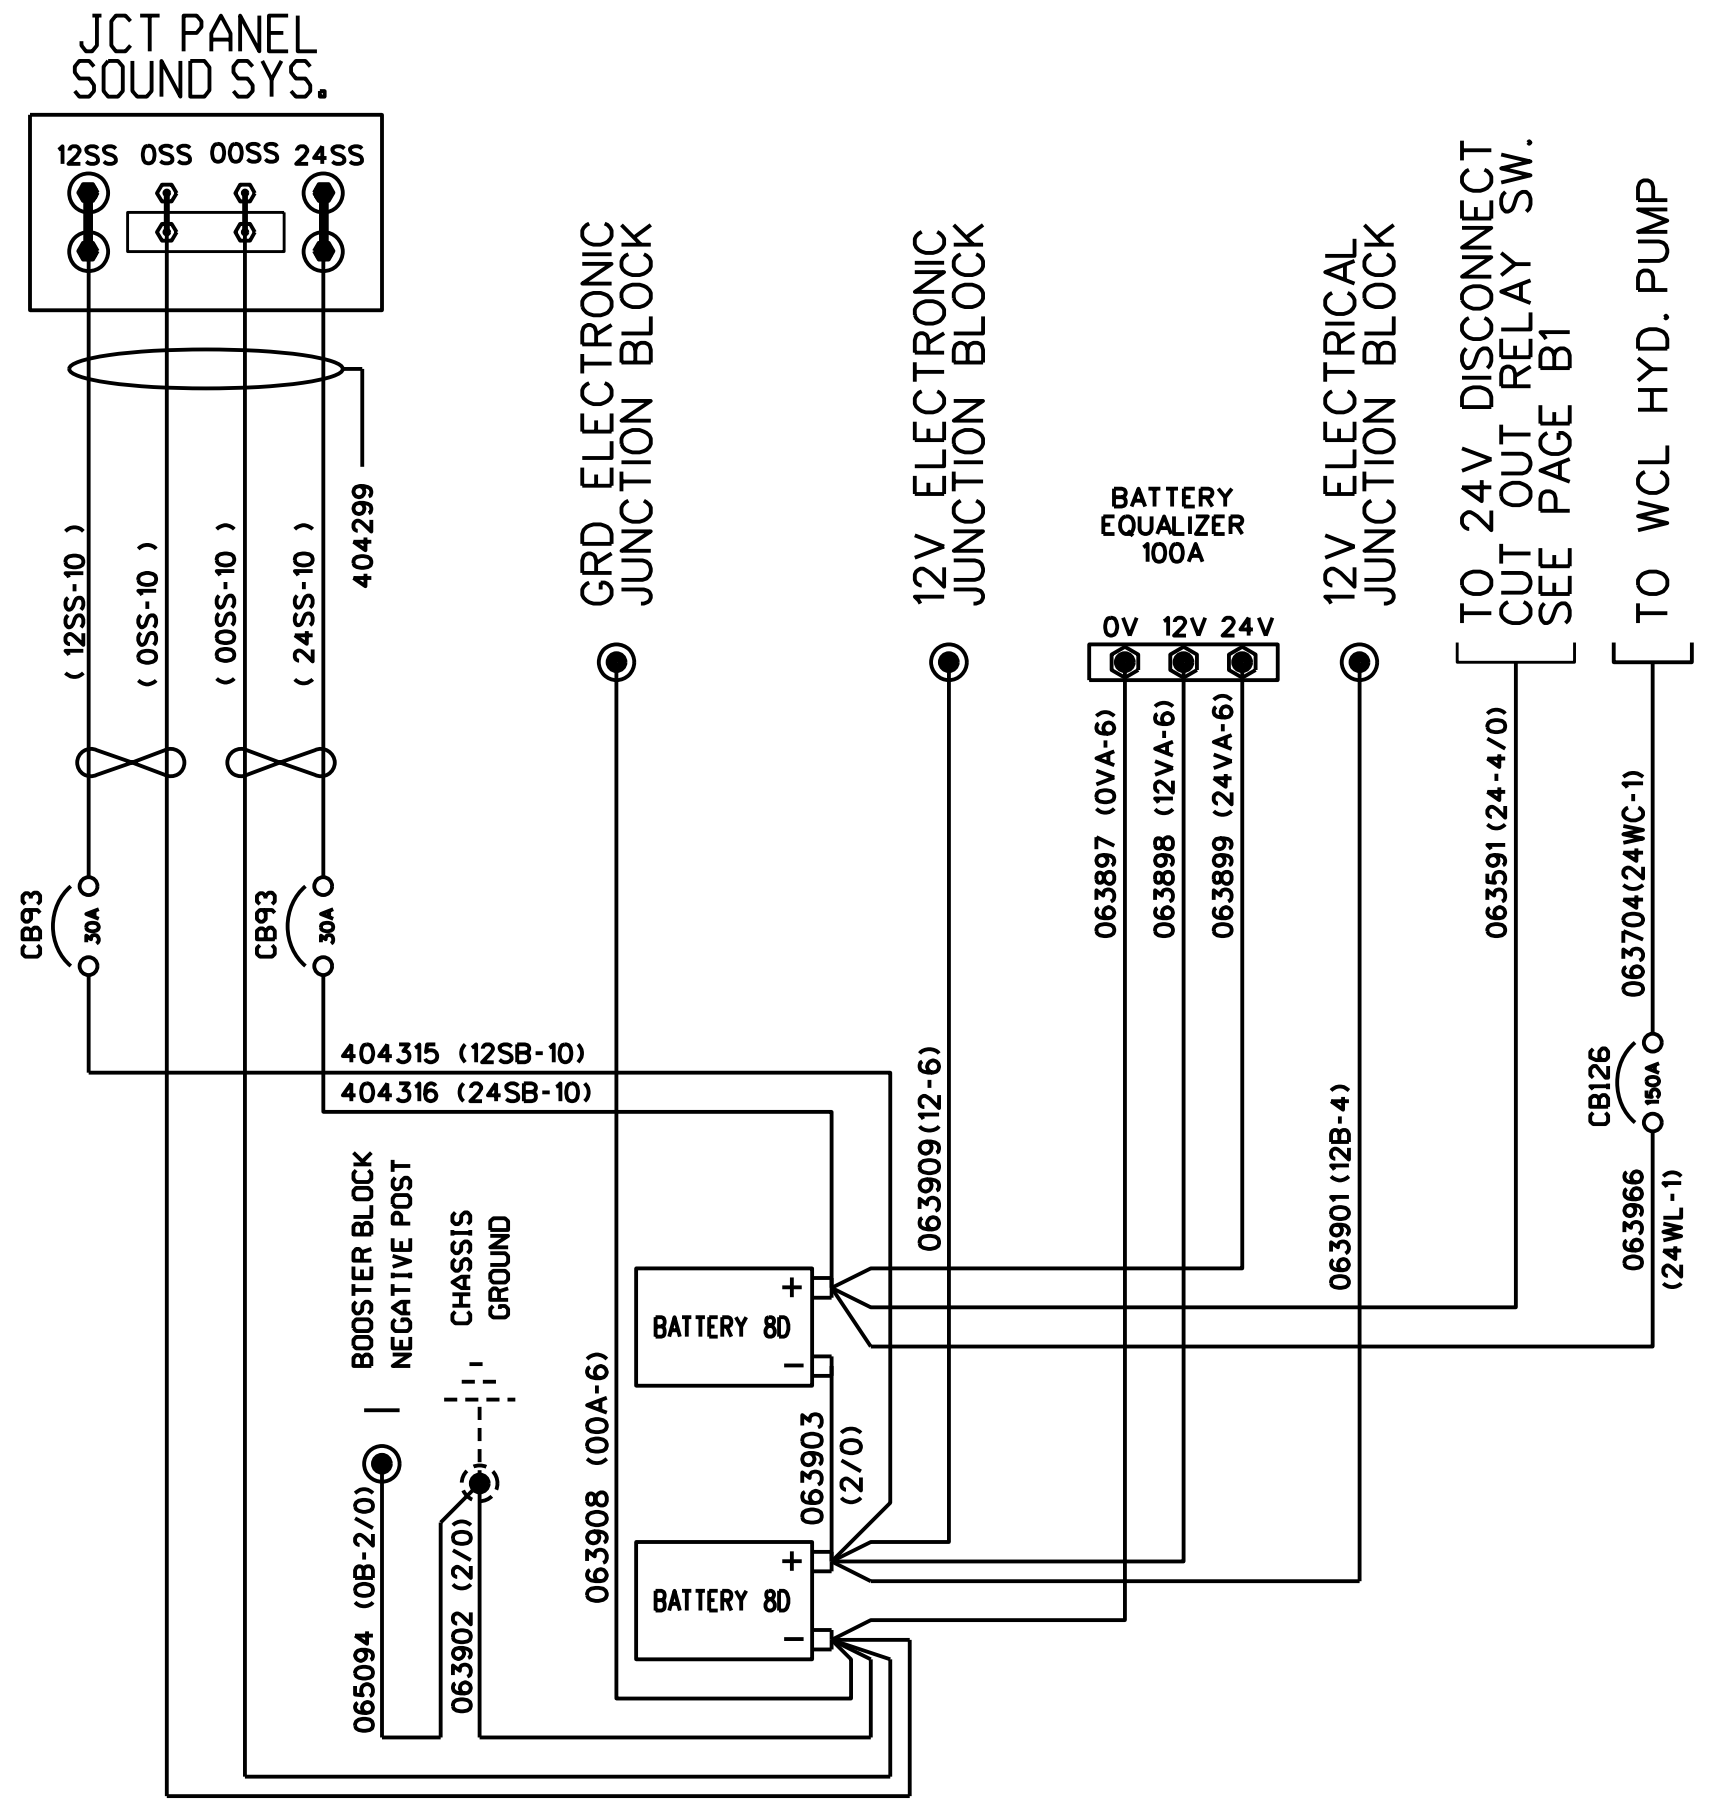 JCT PANEL
SOUND SYS.
12SS 0SS 00SS 24SS
(12SS-10 )
( 0SS-10 )
( 00SS-10 )
( 24SS-10 )
404299
GRD ELECTRONIC
JUNCTION BLOCK
12V ELECTRONIC
JUNCTION BLOCK
BATTERY
EQUALIZER
100A
0V 12V 24V
12V ELECTRICAL
JUNCTION BLOCK
TO 24V DISCONNECT
CUT OUT RELAY SW.
SEE PAGE B1
TO WCL HYD. PUMP
063897 (0VA-6)
063898 (12VA-6)
063899 (24VA-6)
063591 (24-4/0)
063704(24WC-1)
CB93
30A
CB93
30A
404315 (12SB-10)
404316 (24SB-10)
063909(12-6)
063901 (12B-4)
CB126
150A
063966
(24WL-1)
BOOSTER BLOCK
NEGATIVE POST
CHASSIS
GROUND
+
BATTERY 8D
−
063908 (00A-6)
063903
(2/0)
065094 (0B-2/0)
063902 (2/0)
+
BATTERY 8D
−